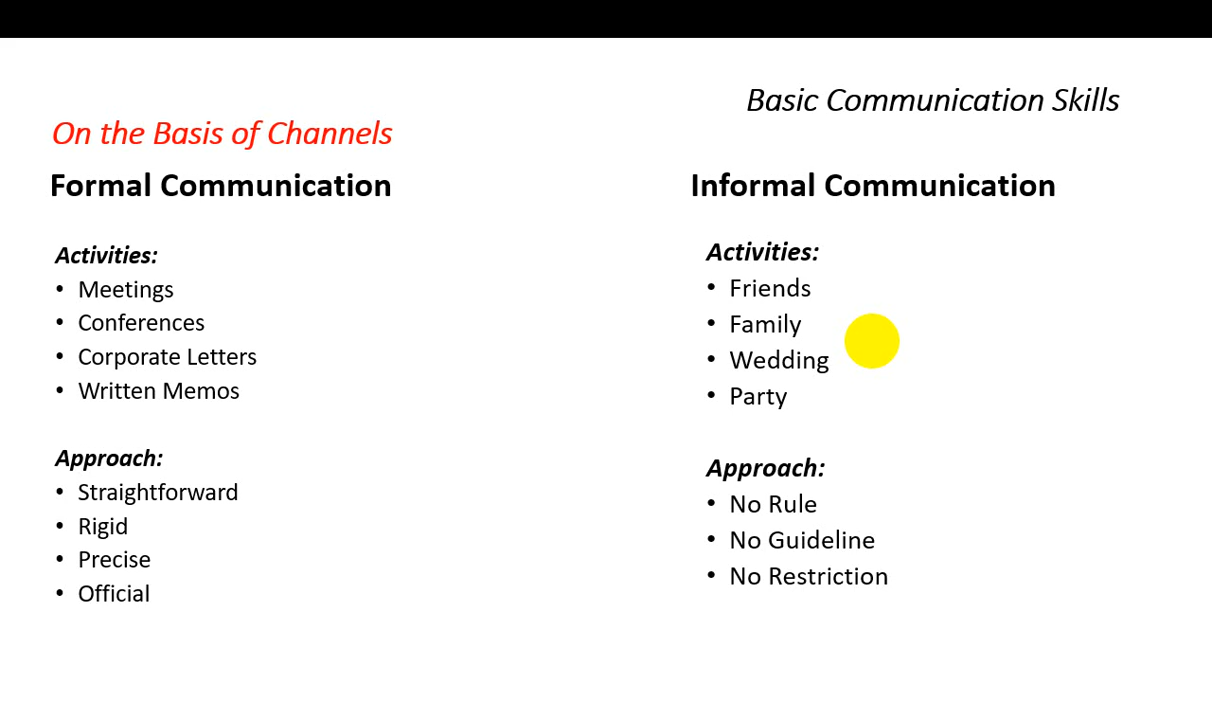 Basic Communication Skills
On the Basis of Channels
Formal Communication
Activities:
• Meetings
• Conferences
• Corporate Letters
• Written Memos
Approach:
• Straightforward
• Rigid
• Precise
• Official
Informal Communication
Activities:
• Friends
• Family
• Wedding
• Party
Approach:
• No Rule
• No Guideline
• No Restriction